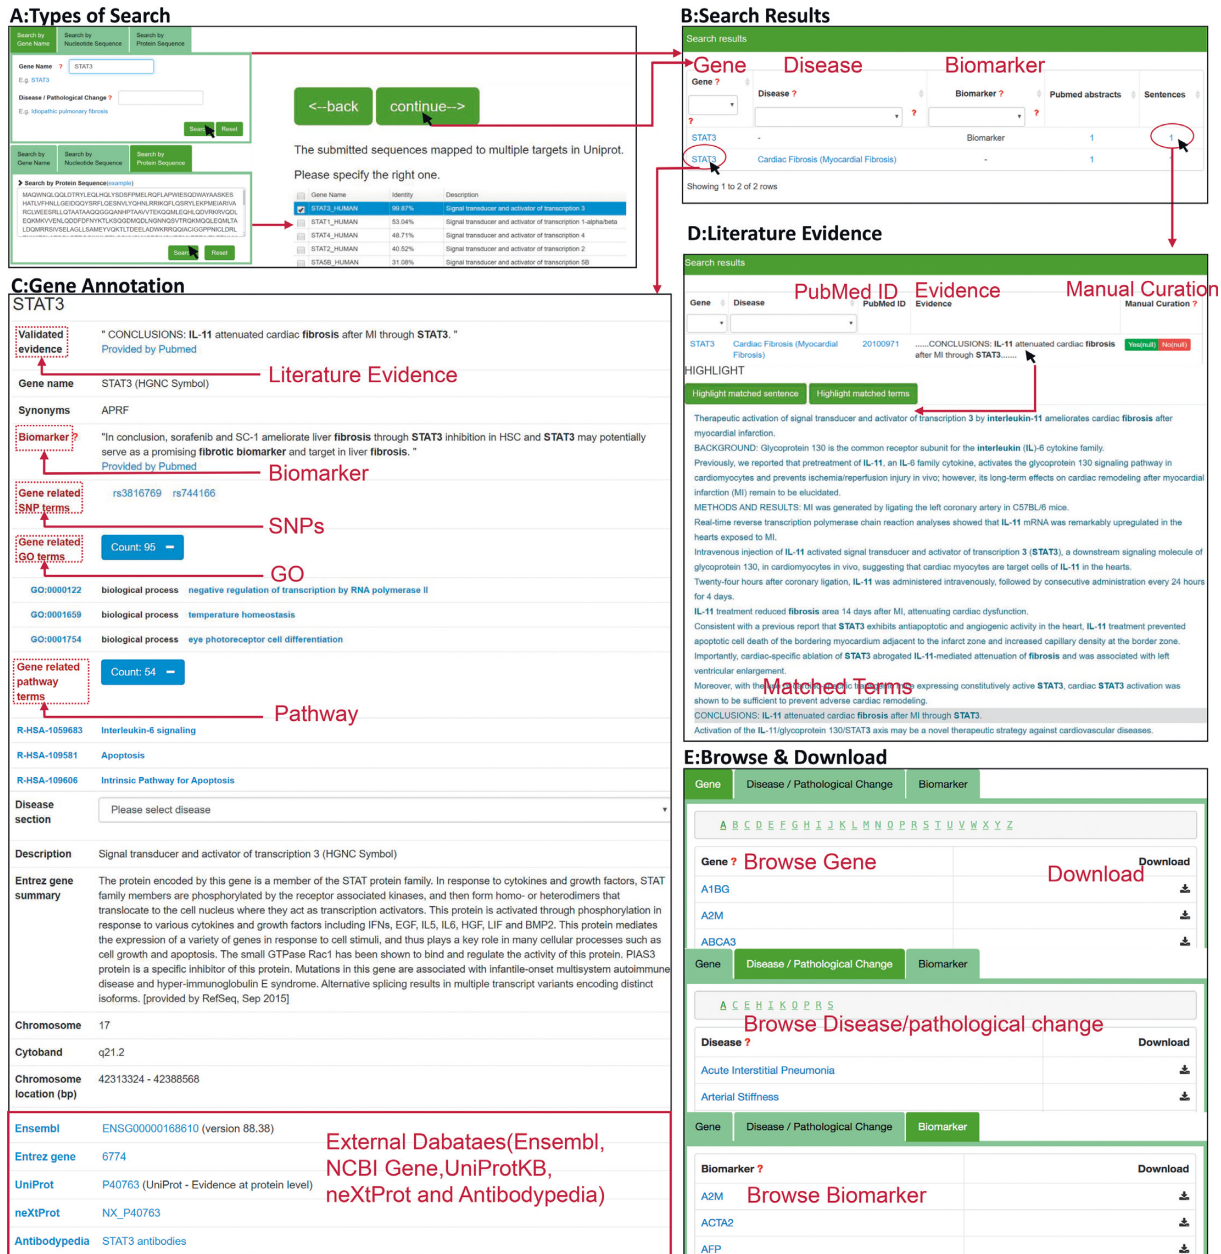 A:Types of Search
Search by Gene Name
Search by Nucleotide Sequence
Search by Protein Sequence
Gene Name ? STAT3
E.g. STAT3
Disease / Pathological Change ?
E.g. Idiopathic pulmonary fibrosis
Search Reset
Search by Gene Name
Search by Nucleotide Sequence
Search by Protein Sequence
Search by Protein Sequence(example)
Search Reset
<--back continue-->
The submitted sequences mapped to multiple targets in Uniprot.
Please specify the right one.
Gene Name Identity Description
STAT3_HUMAN 99.87% Signal transducer and activator of transcription 3
STAT1_HUMAN 53.04% Signal transducer and activator of transcription 1-alpha/beta
STAT4_HUMAN 48.71% Signal transducer and activator of transcription 4
STAT2_HUMAN 40.52% Signal transducer and activator of transcription 2
STA5B_HUMAN 31.08% Signal transducer and activator of transcription 5B
B:Search Results
Search results
Gene Disease Biomarker
Gene ? Disease ? Biomarker ? Pubmed abstracts Sentences
? ? ?
STAT3 - Biomarker 1 1
STAT3 Cardiac Fibrosis (Myocardial Fibrosis) - 1
Showing 1 to 2 of 2 rows
C:Gene Annotation
STAT3
Validated evidence
" CONCLUSIONS: IL-11 attenuated cardiac fibrosis after MI through STAT3. "
Provided by Pubmed
Literature Evidence
Gene name STAT3 (HGNC Symbol)
Synonyms APRF
Biomarker ?
"In conclusion, sorafenib and SC-1 ameliorate liver fibrosis through STAT3 inhibition in HSC and STAT3 may potentially
serve as a promising fibrotic biomarker and target in liver fibrosis. "
Provided by Pubmed
Biomarker
Gene related SNP terms
rs3816769 rs744166
SNPs
Gene related GO terms
Count: 95 −
GO
GO:0000122 biological process negative regulation of transcription by RNA polymerase II
GO:0001659 biological process temperature homeostasis
GO:0001754 biological process eye photoreceptor cell differentiation
Gene related pathway terms
Count: 54 −
Pathway
R-HSA-1059683 Interleukin-6 signaling
R-HSA-109581 Apoptosis
R-HSA-109606 Intrinsic Pathway for Apoptosis
Disease section
Please select disease
Description Signal transducer and activator of transcription 3 (HGNC Symbol)
Entrez gene summary
The protein encoded by this gene is a member of the STAT protein family. In response to cytokines and growth factors, STAT
family members are phosphorylated by the receptor associated kinases, and then form homo- or heterodimers that
translocate to the cell nucleus where they act as transcription activators. This protein is activated through phosphorylation in
response to various cytokines and growth factors including IFNs, EGF, IL5, IL6, HGF, LIF and BMP2. This protein mediates
the expression of a variety of genes in response to cell stimuli, and thus plays a key role in many cellular processes such as
cell growth and apoptosis. The small GTPase Rac1 has been shown to bind and regulate the activity of this protein. PIAS3
protein is a specific inhibitor of this protein. Mutations in this gene are associated with infantile-onset multisystem autoimmune
disease and hyper-immunoglobulin E syndrome. Alternative splicing results in multiple transcript variants encoding distinct
isoforms. [provided by RefSeq, Sep 2015]
Chromosome 17
Cytoband q21.2
Chromosome location (bp)
42313324 - 42388568
Ensembl ENSG00000168610 (version 88.38)
Entrez gene 6774
UniProt P40763 (UniProt - Evidence at protein level)
neXtProt NX_P40763
Antibodypedia STAT3 antibodies
External Dabataes(Ensembl,
NCBI Gene,UniProtKB,
neXtProt and Antibodypedia)
D:Literature Evidence
Search results
PubMed ID Evidence Manual Curation
Gene Disease PubMed ID Evidence Manual Curation ?
STAT3 Cardiac Fibrosis (Myocardial Fibrosis) 20100971
......CONCLUSIONS: IL-11 attenuated cardiac fibrosis
after MI through STAT3......
Yes(null) No(null)
HIGHLIGHT
Highlight matched sentence Highlight matched terms
Therapeutic activation of signal transducer and activator of transcription 3 by interleukin-11 ameliorates cardiac fibrosis after
myocardial infarction.
BACKGROUND: Glycoprotein 130 is the common receptor subunit for the interleukin (IL)-6 cytokine family.
Previously, we reported that pretreatment of IL-11, an IL-6 family cytokine, activates the glycoprotein 130 signaling pathway in
cardiomyocytes and prevents ischemia/reperfusion injury in vivo; however, its long-term effects on cardiac remodeling after myocardial
infarction (MI) remain to be elucidated.
METHODS AND RESULTS: MI was generated by ligating the left coronary artery in C57BL/6 mice.
Real-time reverse transcription polymerase chain reaction analyses showed that IL-11 mRNA was remarkably upregulated in the
hearts exposed to MI.
Intravenous injection of IL-11 activated signal transducer and activator of transcription 3 (STAT3), a downstream signaling molecule of
glycoprotein 130, in cardiomyocytes in vivo, suggesting that cardiac myocytes are target cells of IL-11 in the hearts.
Twenty-four hours after coronary ligation, IL-11 was administered intravenously, followed by consecutive administration every 24 hours
for 4 days.
IL-11 treatment reduced fibrosis area 14 days after MI, attenuating cardiac dysfunction.
Consistent with a previous report that STAT3 exhibits antiapoptotic and angiogenic activity in the heart, IL-11 treatment prevented
apoptotic cell death of the bordering myocardium adjacent to the infarct zone and increased capillary density at the border zone.
Importantly, cardiac-specific ablation of STAT3 abrogated IL-11-mediated attenuation of fibrosis and was associated with left
ventricular enlargement.
Moreover, with the expressing constitutively active STAT3, cardiac STAT3 activation was
Matched Terms
shown to be sufficient to prevent adverse cardiac remodeling.
CONCLUSIONS: IL-11 attenuated cardiac fibrosis after MI through STAT3.
Activation of the IL-11/glycoprotein 130/STAT3 axis may be a novel therapeutic strategy against cardiovascular diseases.
E:Browse & Download
Gene Disease / Pathological Change Biomarker
A B C D E F G H I J K L M N O P R S T U V W X Y Z
Gene ? Browse Gene Download
Download
A1BG
A2M
ABCA3
Gene Disease / Pathological Change Biomarker
A C E H I K O P R S
Browse Disease/pathological change
Disease ? Download
Acute Interstitial Pneumonia
Arterial Stiffness
Gene Disease / Pathological Change Biomarker
Biomarker ? Download
Browse Biomarker
A2M
ACTA2
AFP